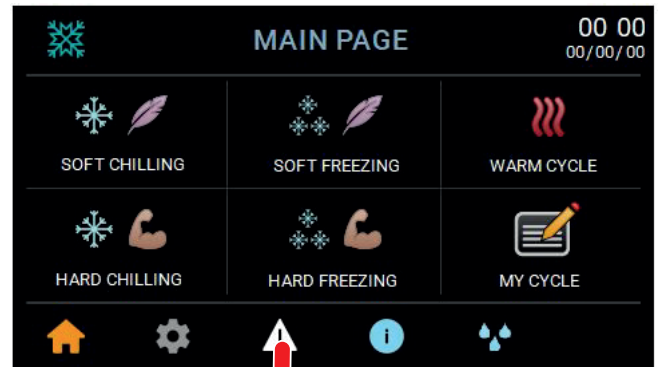 MAIN PAGE
00 00
00/00/00
SOFT CHILLING
SOFT FREEZING
WARM CYCLE
HARD CHILLING
HARD FREEZING
MY CYCLE
i